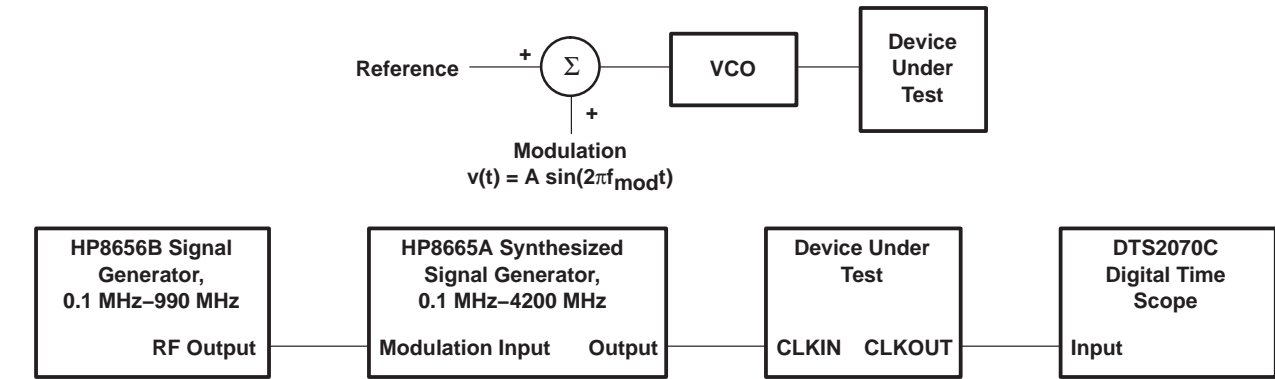 Reference
+
Σ
+
VCO
Device
Under
Test
Modulation
v(t) = A sin(2πfmodt)
HP8656B Signal
Generator,
0.1 MHz–990 MHz
RF Output
HP8665A Synthesized
Signal Generator,
0.1 MHz–4200 MHz
Modulation Input Output
Device Under
Test
CLKIN CLKOUT
DTS2070C
Digital Time
Scope
Input